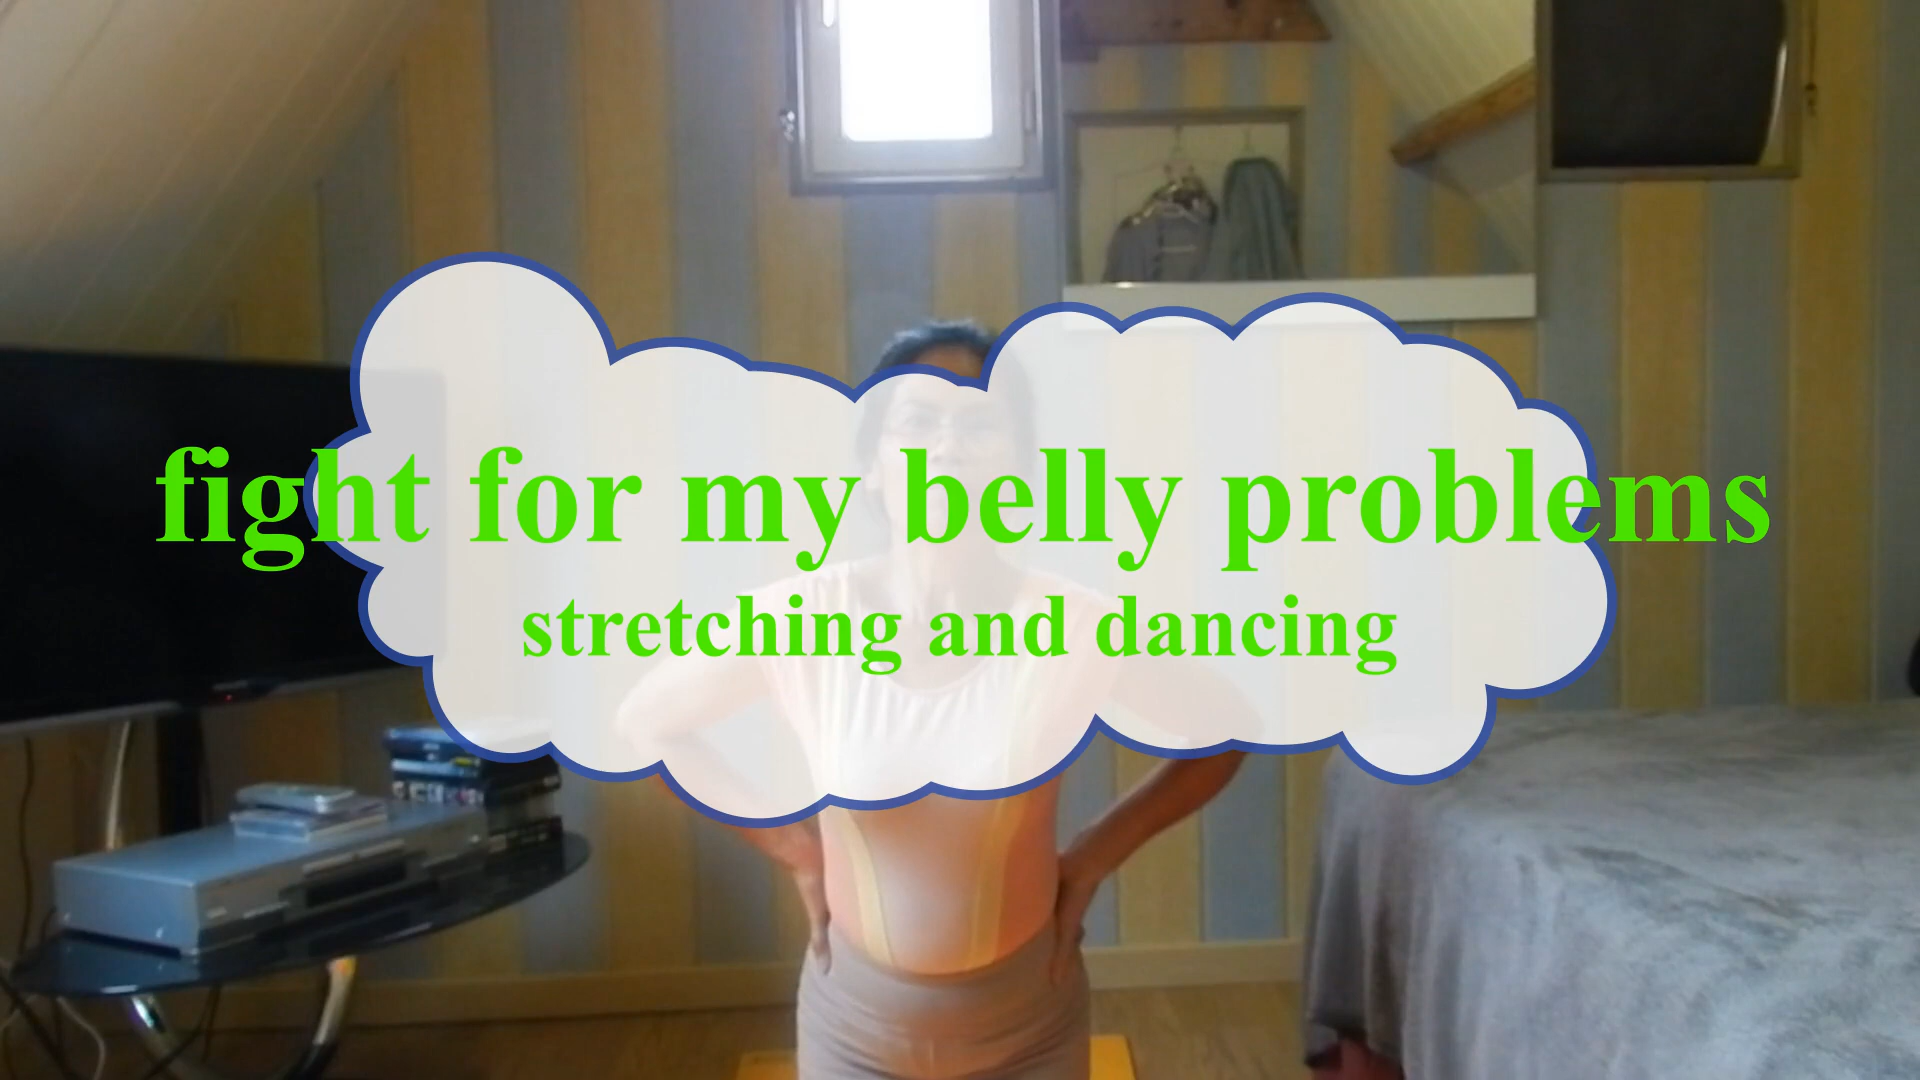 fight for my belly problems
stretching and dancing